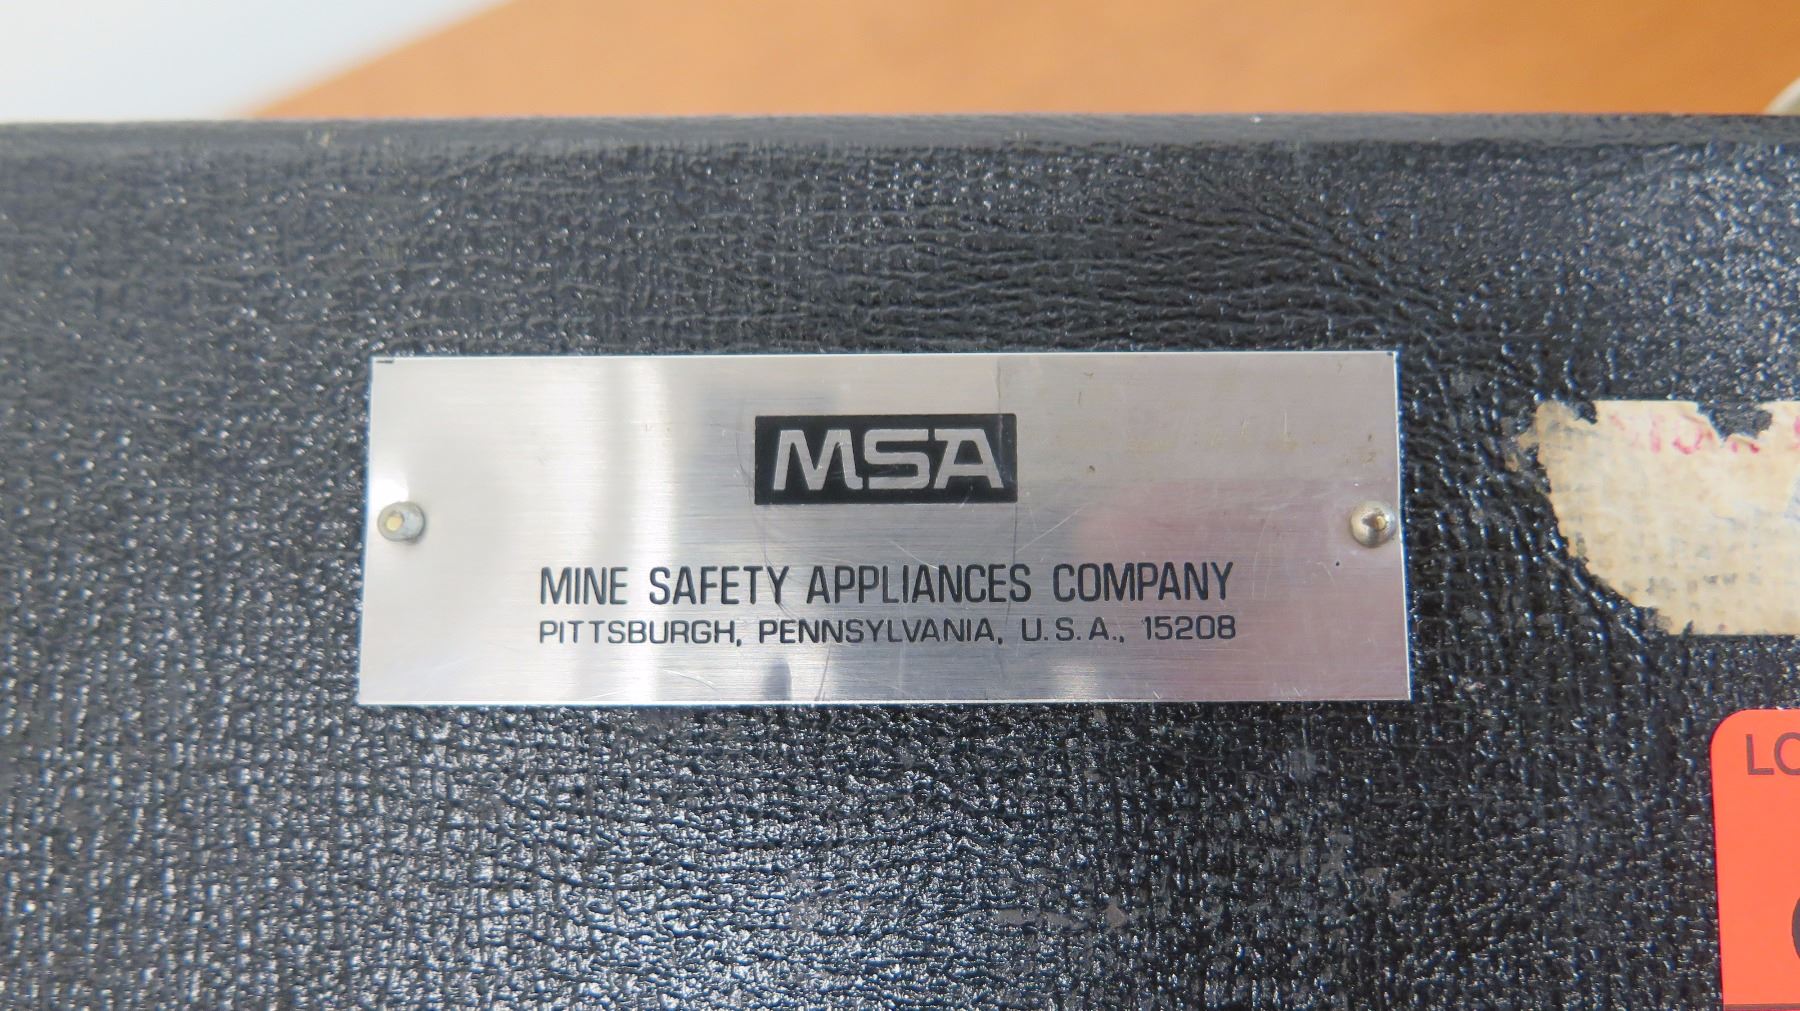 MSA
MINE SAFETY APPLIANCES COMPANY
PITTSBURGH, PENNSYLVANIA, U.S.A., 15208